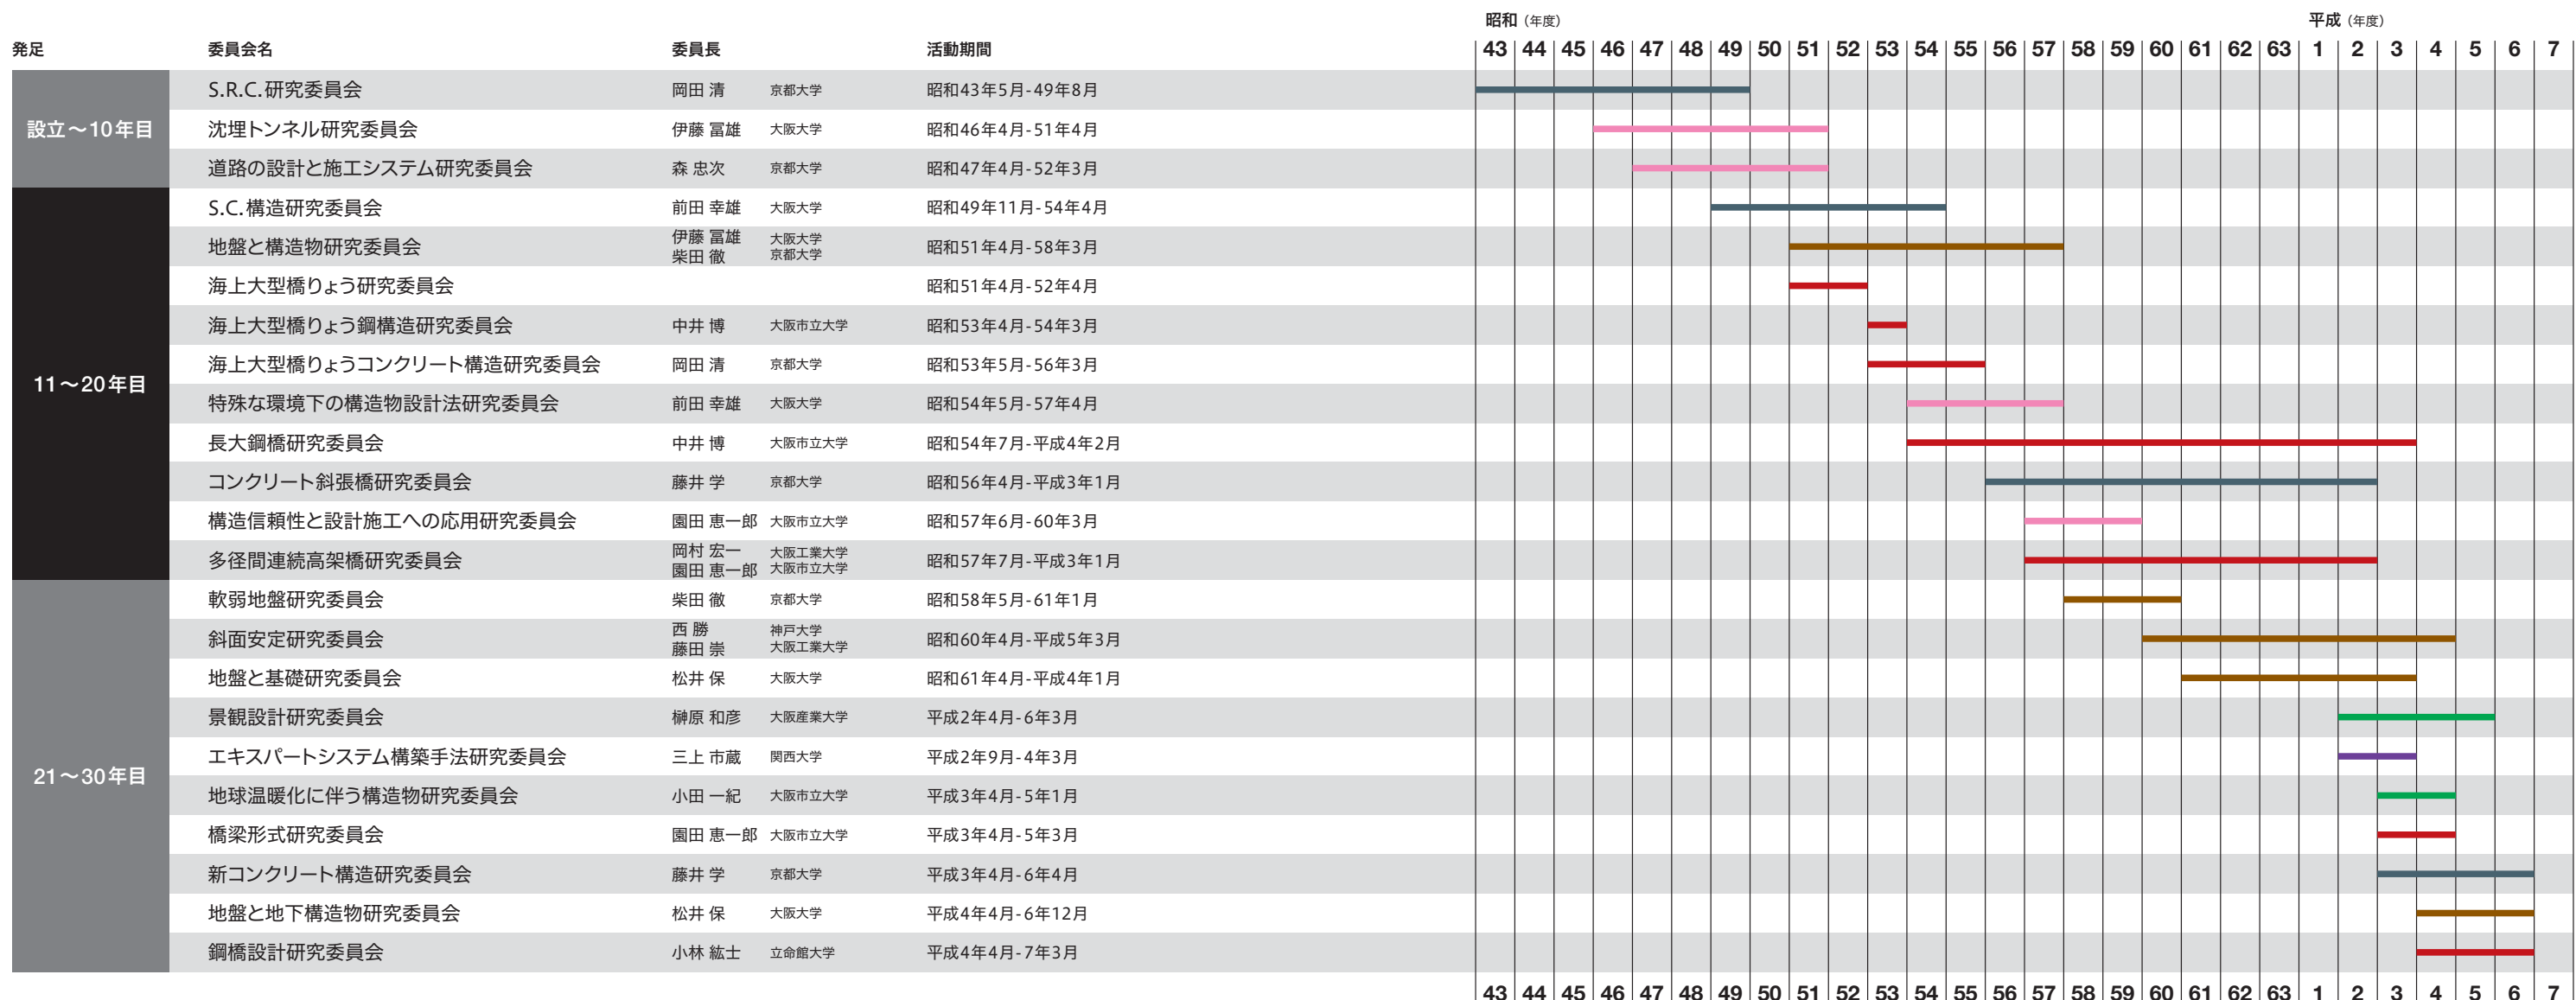 昭和（年度） 平成（年度）
発足 委員会名 委員長 活動期間 43 44 45 46 47 48 49 50 51 52 53 54 55 56 57 58 59 60 61 62 63 1 2 3 4 5 6 7
設立〜10年目
S.R.C.研究委員会 岡田 清 京都大学 昭和43年5月-49年8月
沈埋トンネル研究委員会 伊藤 冨雄 大阪大学 昭和46年4月-51年4月
道路の設計と施工システム研究委員会 森 忠次 京都大学 昭和47年4月-52年3月
11〜20年目
S.C.構造研究委員会 前田 幸雄 大阪大学 昭和49年11月-54年4月
地盤と構造物研究委員会 伊藤 冨雄 大阪大学 昭和51年4月-58年3月
柴田 徹 京都大学
海上大型橋りょう研究委員会 昭和51年4月-52年4月
海上大型橋りょう鋼構造研究委員会 中井 博 大阪市立大学 昭和53年4月-54年3月
海上大型橋りょうコンクリート構造研究委員会 岡田 清 京都大学 昭和53年5月-56年3月
特殊な環境下の構造物設計法研究委員会 前田 幸雄 大阪大学 昭和54年5月-57年4月
長大鋼橋研究委員会 中井 博 大阪市立大学 昭和54年7月-平成4年2月
コンクリート斜張橋研究委員会 藤井 学 京都大学 昭和56年4月-平成3年1月
構造信頼性と設計施工への応用研究委員会 園田 恵一郎 大阪市立大学 昭和57年6月-60年3月
多径間連続高架橋研究委員会 岡村 宏一 大阪工業大学 昭和57年7月-平成3年1月
園田 恵一郎 大阪市立大学
21〜30年目
軟弱地盤研究委員会 柴田 徹 京都大学 昭和58年5月-61年1月
斜面安定研究委員会 西 勝 神戸大学 昭和60年4月-平成5年3月
藤田 崇 大阪工業大学
地盤と基礎研究委員会 松井 保 大阪大学 昭和61年4月-平成4年1月
景観設計研究委員会 榊原 和彦 大阪産業大学 平成2年4月-6年3月
エキスパートシステム構築手法研究委員会 三上 市蔵 関西大学 平成2年9月-4年3月
地球温暖化に伴う構造物研究委員会 小田 一紀 大阪市立大学 平成3年4月-5年1月
橋梁形式研究委員会 園田 恵一郎 大阪市立大学 平成3年4月-5年3月
新コンクリート構造研究委員会 藤井 学 京都大学 平成3年4月-6年4月
地盤と地下構造物研究委員会 松井 保 大阪大学 平成4年4月-6年12月
鋼橋設計研究委員会 小林 紘士 立命館大学 平成4年4月-7年3月
43 44 45 46 47 48 49 50 51 52 53 54 55 56 57 58 59 60 61 62 63 1 2 3 4 5 6 7